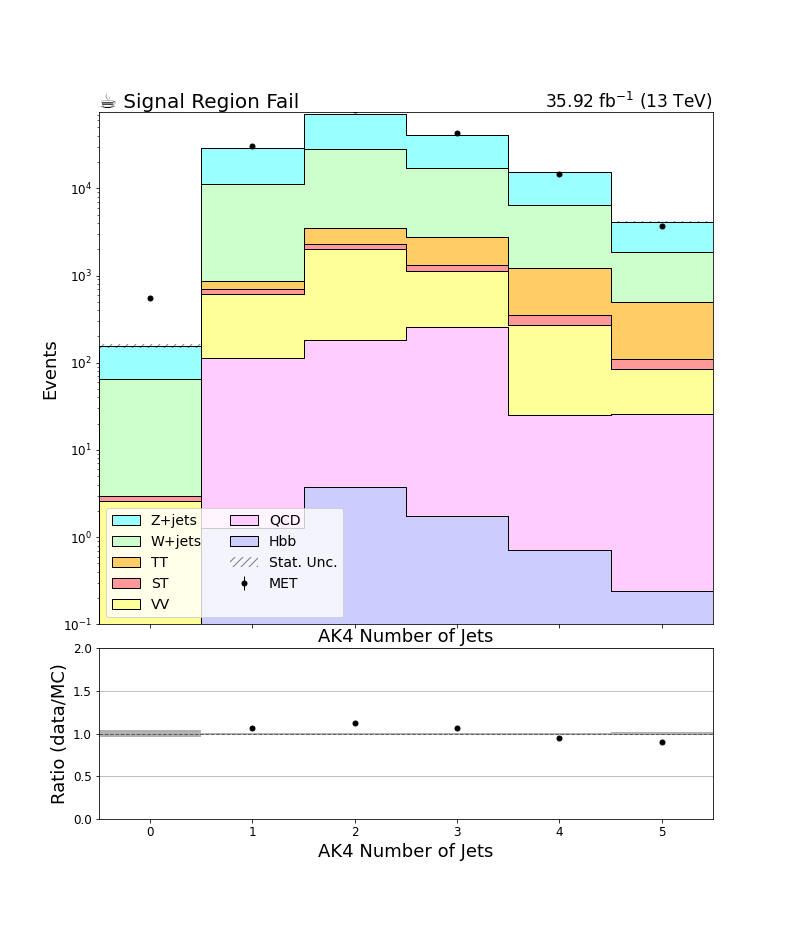 ☕ Signal Region Fail
35.92 fb⁻¹ (13 TeV)
Events
10⁴
10³
10²
10¹
10⁰
10⁻¹
Z+jets
W+jets
TT
ST
VV
QCD
Hbb
Stat. Unc.
MET
AK4 Number of Jets
Ratio (data/MC)
2.0
1.5
1.0
0.5
0.0
0 1 2 3 4 5
AK4 Number of Jets